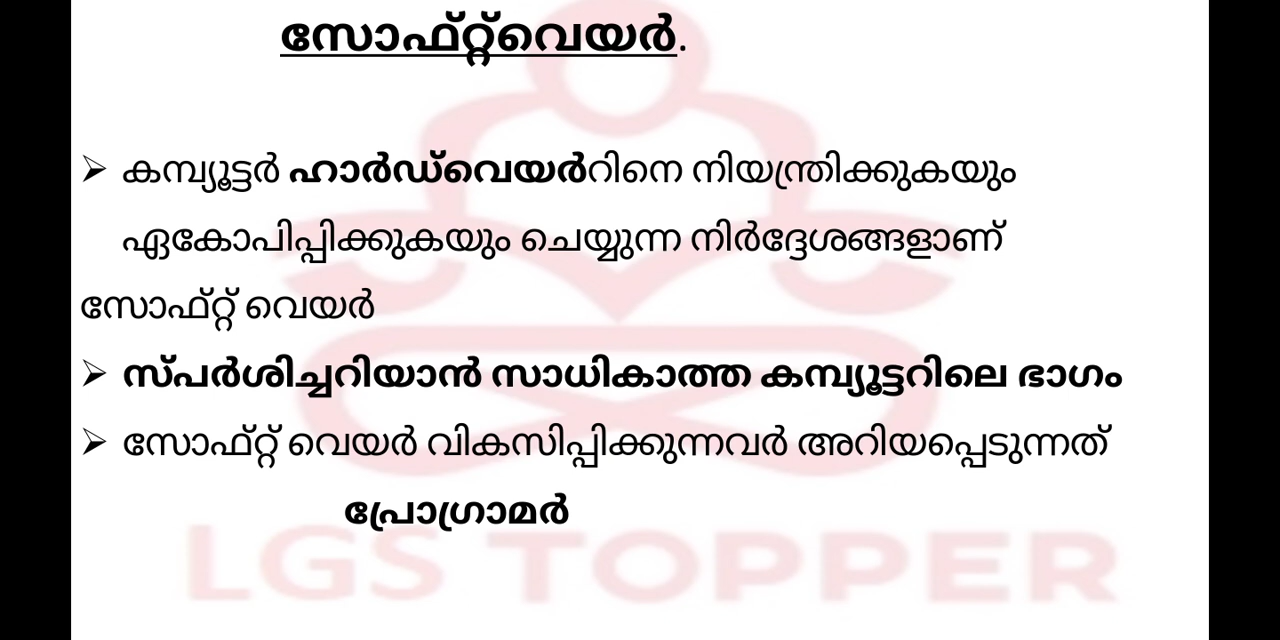 സോഫ്റ്റ്‌വെയർ.
➢ കമ്പ്യൂട്ടർ ഹാർഡ്‌വെയർറിനെ നിയന്ത്രിക്കുകയും
ഏകോപിപ്പിക്കുകയും ചെയ്യുന്ന നിർദ്ദേശങ്ങളാണ്
സോഫ്റ്റ് വെയർ
➢ സ്പർശിച്ചറിയാൻ സാധികാത്ത കമ്പ്യൂട്ടറിലെ ഭാഗം
➢ സോഫ്റ്റ് വെയർ വികസിപ്പിക്കുന്നവർ അറിയപ്പെടുന്നത്
പ്രോഗ്രാമർ
LGS TOPPER